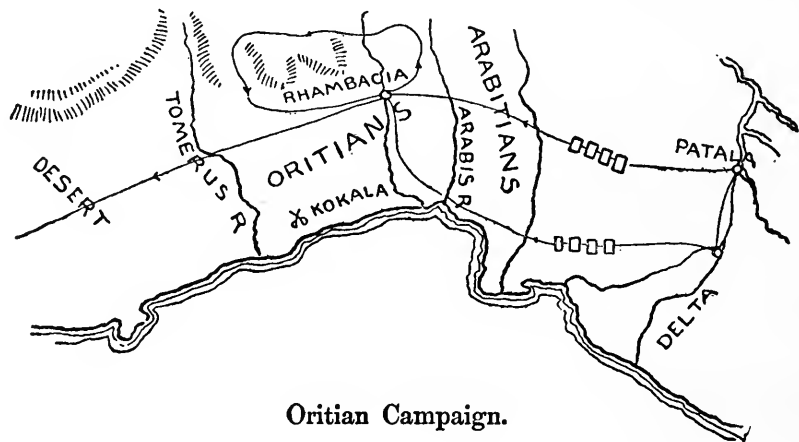 ARABITIANS
RHAMBACIA
TOMERUS R
ORITIANS
ARABIS R
PATALA
DESERT
KOKALA
DELTA
Oritian Campaign.